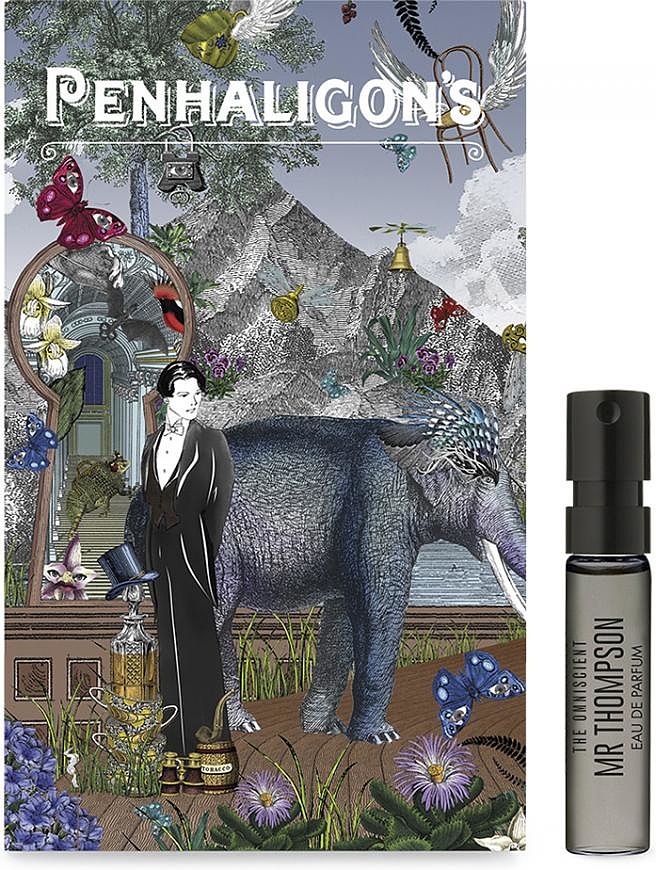 PENHALIGON'S
TOBACCO
THE OMNISCIENT
MR THOMPSON
EAU DE PARFUM